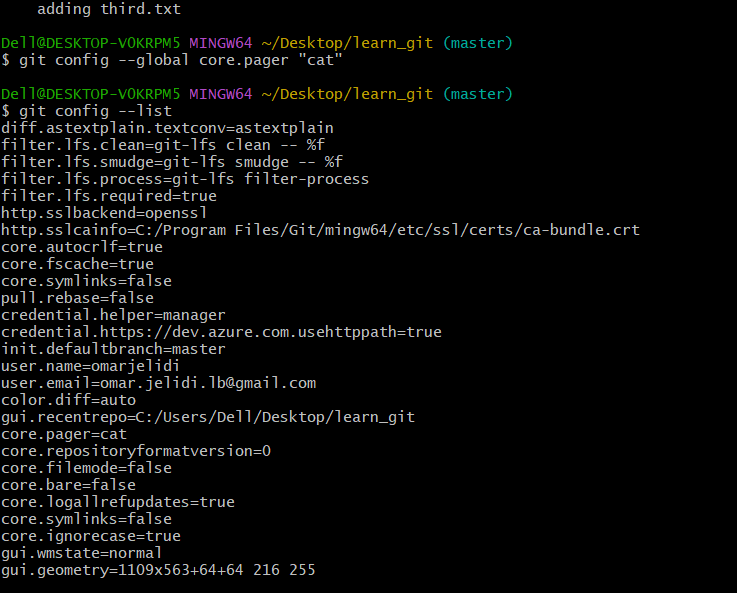 adding third.txt
Dell@DESKTOP-V0KRPM5 MINGW64 ~/Desktop/learn_git (master)
$ git config --global core.pager "cat"
Dell@DESKTOP-V0KRPM5 MINGW64 ~/Desktop/learn_git (master)
$ git config --list
diff.astextplain.textconv=astextplain
filter.lfs.clean=git-lfs clean -- %f
filter.lfs.smudge=git-lfs smudge -- %f
filter.lfs.process=git-lfs filter-process
filter.lfs.required=true
http.sslbackend=openssl
http.sslcainfo=C:/Program Files/Git/mingw64/etc/ssl/certs/ca-bundle.crt
core.autocrlf=true
core.fscache=true
core.symlinks=false
pull.rebase=false
credential.helper=manager
credential.https://dev.azure.com.usehttppath=true
init.defaultbranch=master
user.name=omarjelidi
user.email=omar.jelidi.lb@gmail.com
color.diff=auto
gui.recentrepo=C:/Users/Dell/Desktop/learn_git
core.pager=cat
core.repositoryformatversion=0
core.filemode=false
core.bare=false
core.logallrefupdates=true
core.symlinks=false
core.ignorecase=true
gui.wmstate=normal
gui.geometry=1109x563+64+64 216 255